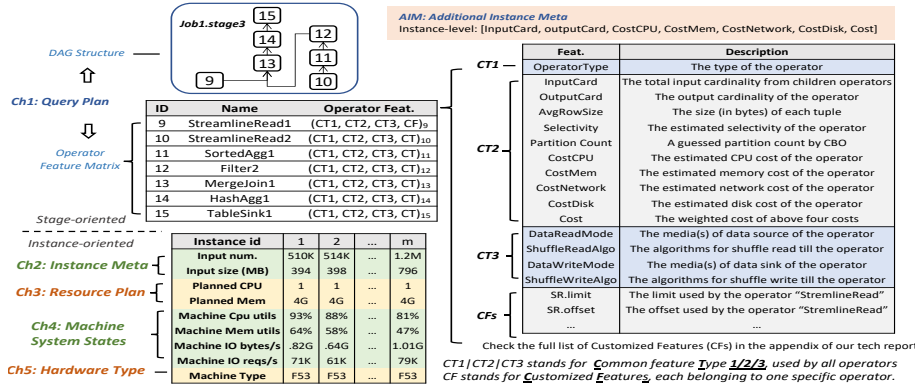 Job1.stage3
15
14
13
9
12
11
10
DAG Structure
Ch1: Query Plan
Operator
Feature Matrix
Stage-oriented
Instance-oriented
Ch2: Instance Meta
Ch3: Resource Plan
Ch4: Machine
System States
Ch5: Hardware Type
ID Name Operator Feat.
9 StreamlineRead1 (CT1, CT2, CT3, CF)9
10 StreamlineRead2 (CT1, CT2, CT3, CT)10
11 SortedAgg1 (CT1, CT2, CT3, CT)11
12 Filter2 (CT1, CT2, CT3, CT)12
13 MergeJoin1 (CT1, CT2, CT3, CT)13
14 HashAgg1 (CT1, CT2, CT3, CT)14
15 TableSink1 (CT1, CT2, CT3, CT)15
Instance id 1 2 ... m
Input num. 510K 514K ... 1.2M
Input size (MB) 394 398 ... 796
Planned CPU 1 1 ... 1
Planned Mem 4G 4G ... 4G
Machine Cpu utils 93% 88% ... 81%
Machine Mem utils 64% 58% ... 47%
Machine IO bytes/s .82G .64G ... 1.01G
Machine IO reqs/s 71K 61K ... 79K
Machine Type F53 F53 ... F53
AIM: Additional Instance Meta
Instance-level: [InputCard, outputCard, CostCPU, CostMem, CostNetwork, CostDisk, Cost]
Feat. Description
CT1 OperatorType The type of the operator
InputCard The total input cardinality from children operators
OutputCard The output cardinality of the operator
AvgRowSize The size (in bytes) of each tuple
Selectivity The estimated selectivity of the operator
CT2 Partition Count A guessed partition count by CBO
CostCPU The estimated CPU cost of the operator
CostMem The estimated memory cost of the operator
CostNetwork The estimated network cost of the operator
CostDisk The estimated disk cost of the operator
Cost The weighted cost of above four costs
DataReadMode The media(s) of data source of the operator
CT3 ShuffleReadAlgo The algorithms for shuffle read till the operator
DataWriteMode The media(s) of data sink of the operator
ShuffleWriteAlgo The algorithms for shuffle write till the operator
SR.limit The limit used by the operator “StremlineRead”
CFs SR.offset The offset used by the operator “StremlineRead”
... ...
Check the full list of Customized Features (CFs) in the appendix of our tech report
CT1|CT2|CT3 stands for Common feature Type 1/2/3, used by all operators
CF stands for Customized Features, each belonging to one specific operator.